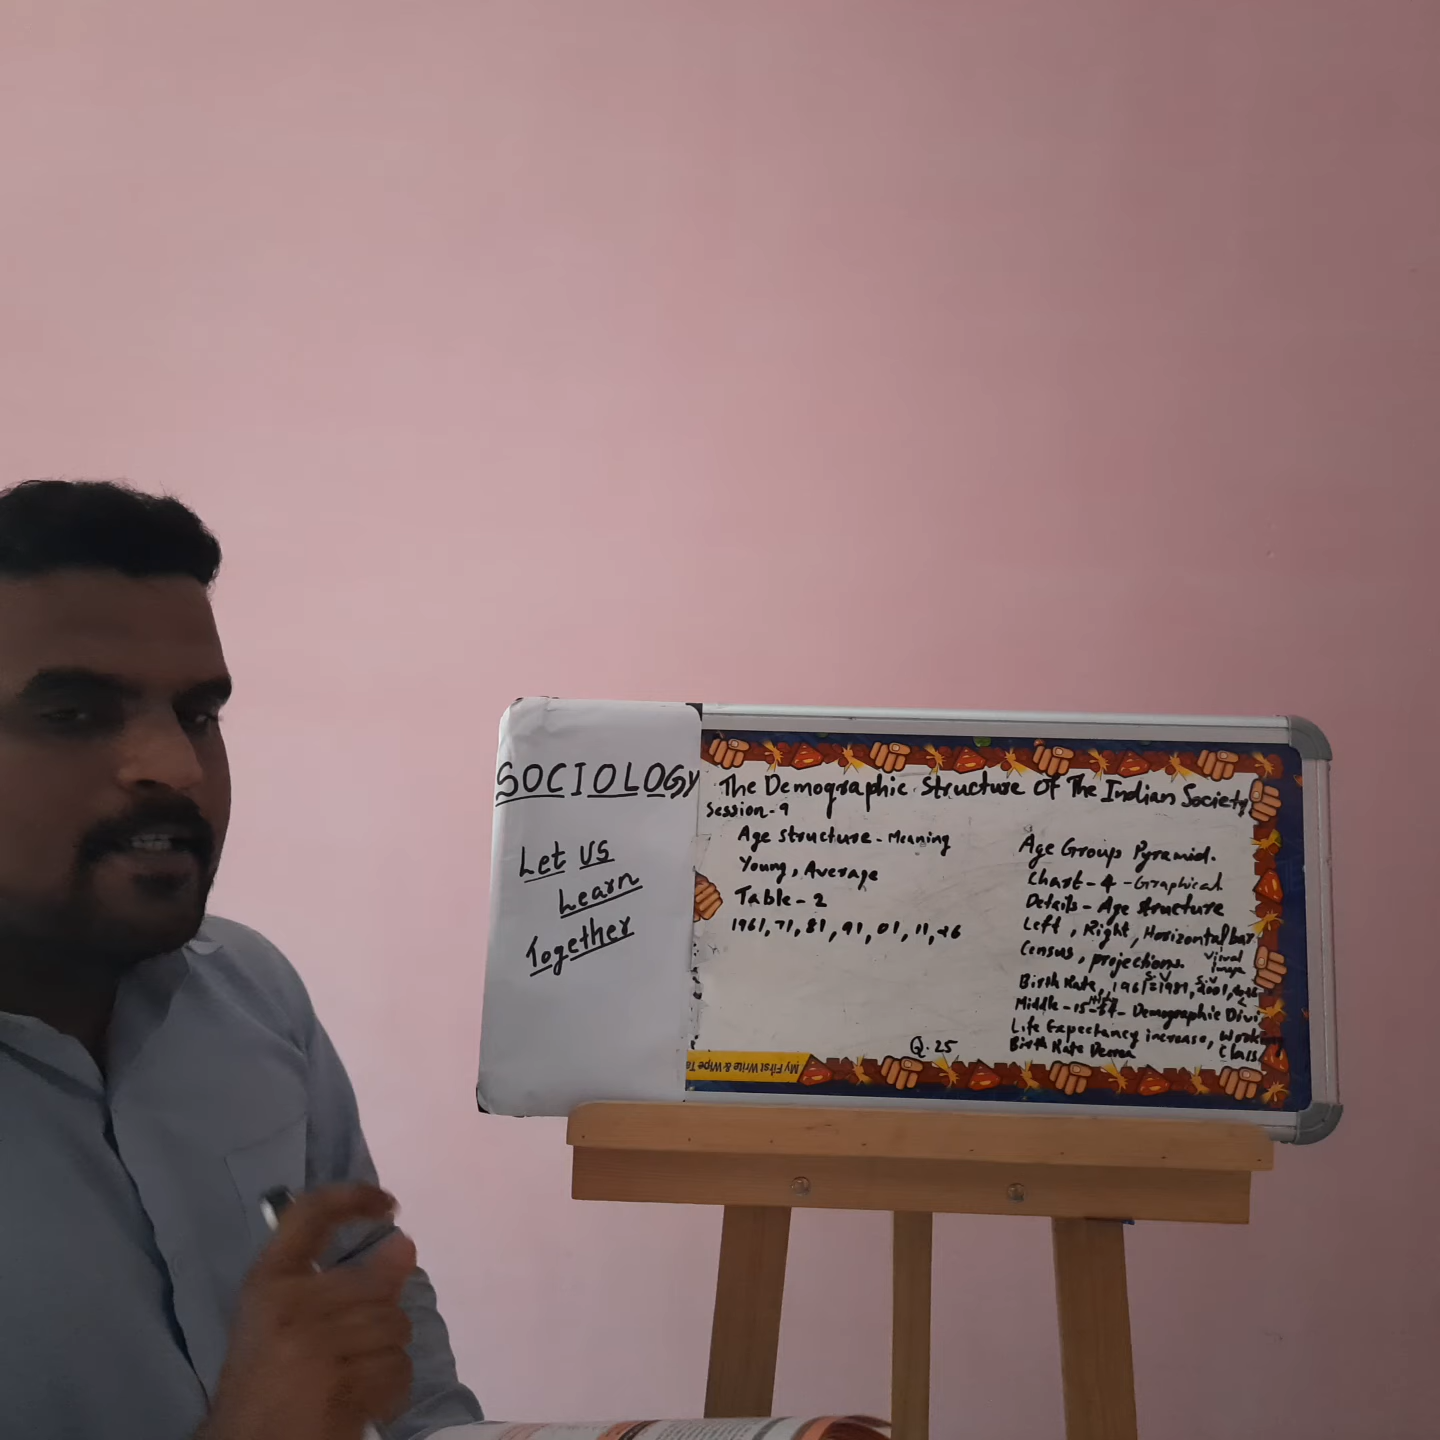 SOCIOLOGY
Let us
Learn
Together
The Demographic Structure Of The Indian Society
Session-9
Age structure - Meaning
Young, Average
Table - 2
1961, 71, 81, 91, 01, 11, 26
Q. 25
Age Groups Pyramid.
Chart - 4 - Graphical
Details - Age structure
Left, Right, Horizontal bar
Census, projections.
Birth Rate, 1961=1981, 2001,
Middle - 15-64 - Demographic Divi
Life Expectancy increase, Working
Class
Birth Rate
My First Write & Wipe